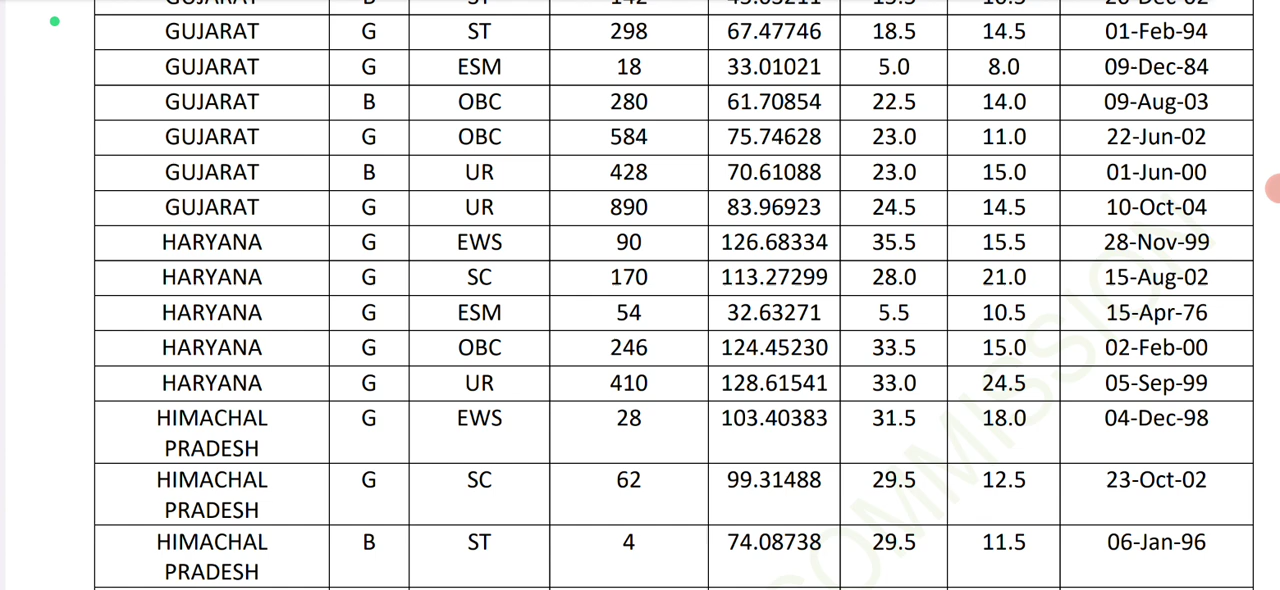 GUJARAT G ST 298 67.47746 18.5 14.5 01-Feb-94
GUJARAT G ESM 18 33.01021 5.0 8.0 09-Dec-84
GUJARAT B OBC 280 61.70854 22.5 14.0 09-Aug-03
GUJARAT G OBC 584 75.74628 23.0 11.0 22-Jun-02
GUJARAT B UR 428 70.61088 23.0 15.0 01-Jun-00
GUJARAT G UR 890 83.96923 24.5 14.5 10-Oct-04
HARYANA G EWS 90 126.68334 35.5 15.5 28-Nov-99
HARYANA G SC 170 113.27299 28.0 21.0 15-Aug-02
HARYANA G ESM 54 32.63271 5.5 10.5 15-Apr-76
HARYANA G OBC 246 124.45230 33.5 15.0 02-Feb-00
HARYANA G UR 410 128.61541 33.0 24.5 05-Sep-99
HIMACHAL G EWS 28 103.40383 31.5 18.0 04-Dec-98
PRADESH
HIMACHAL G SC 62 99.31488 29.5 12.5 23-Oct-02
PRADESH
HIMACHAL B ST 4 74.08738 29.5 11.5 06-Jan-96
PRADESH
COMMISSION